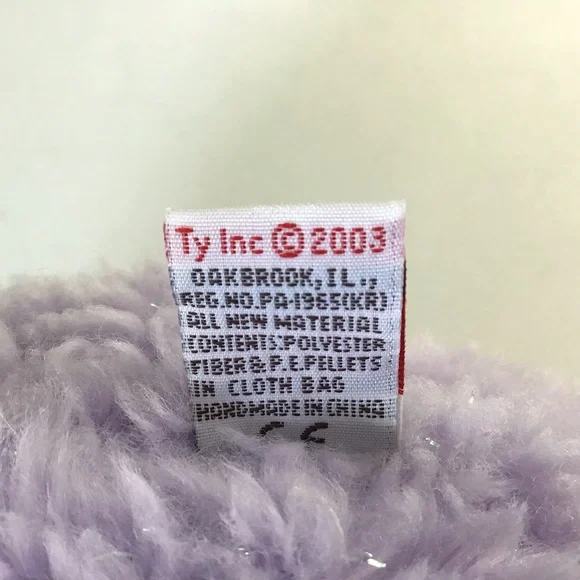 Ty Inc © 2003
OAKBROOK, IL.,
REG.NO.PA-1965(KR)
ALL NEW MATERIAL
CONTENTS:POLYESTER
FIBER & P.E.PELLETS
IN CLOTH BAG
HANDMADE IN CHINA
CE